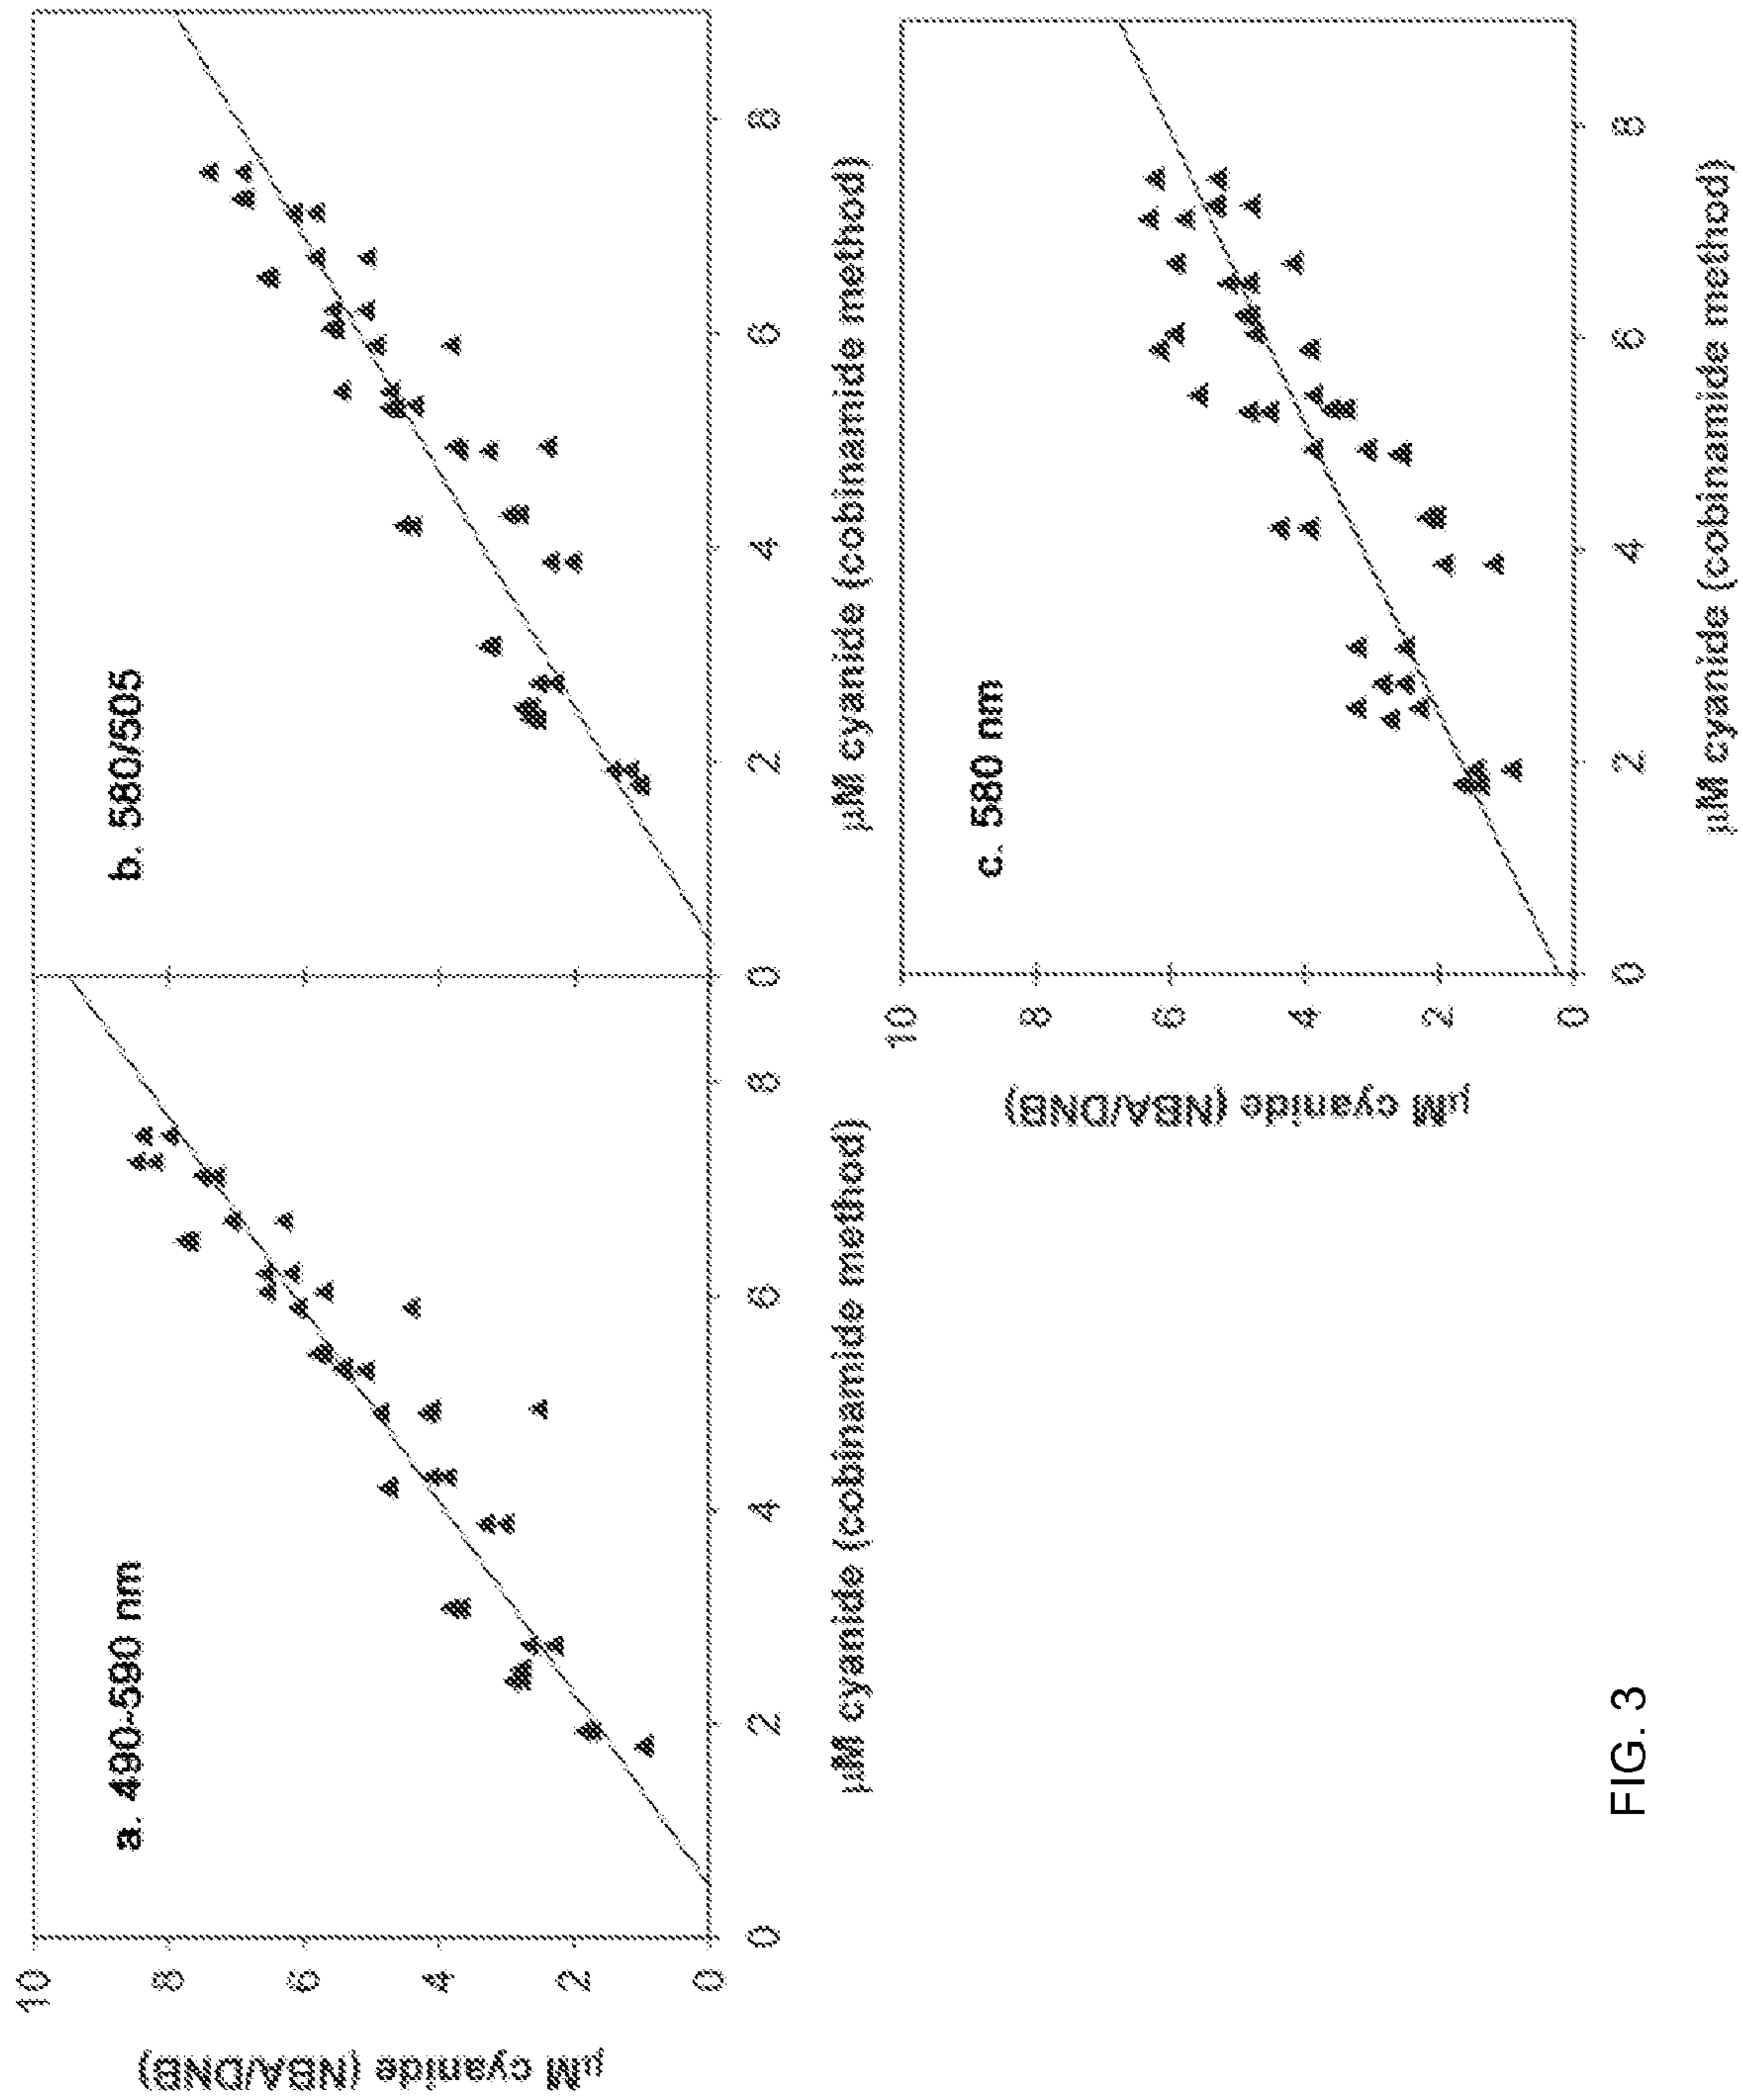 a. 490-590 nm
10
8
6
4
2
0
µM cyanide (NBA/DNB)
0 2 4 6 8
µM cyanide (cobinamide method)
b. 580/505
0 2 4 6 8
µM cyanide (cobinamide method)
c. 580 nm
10
8
6
4
2
0
µM cyanide (NBA/DNB)
0 2 4 6 8
µM cyanide (cobinamide method)
FIG. 3